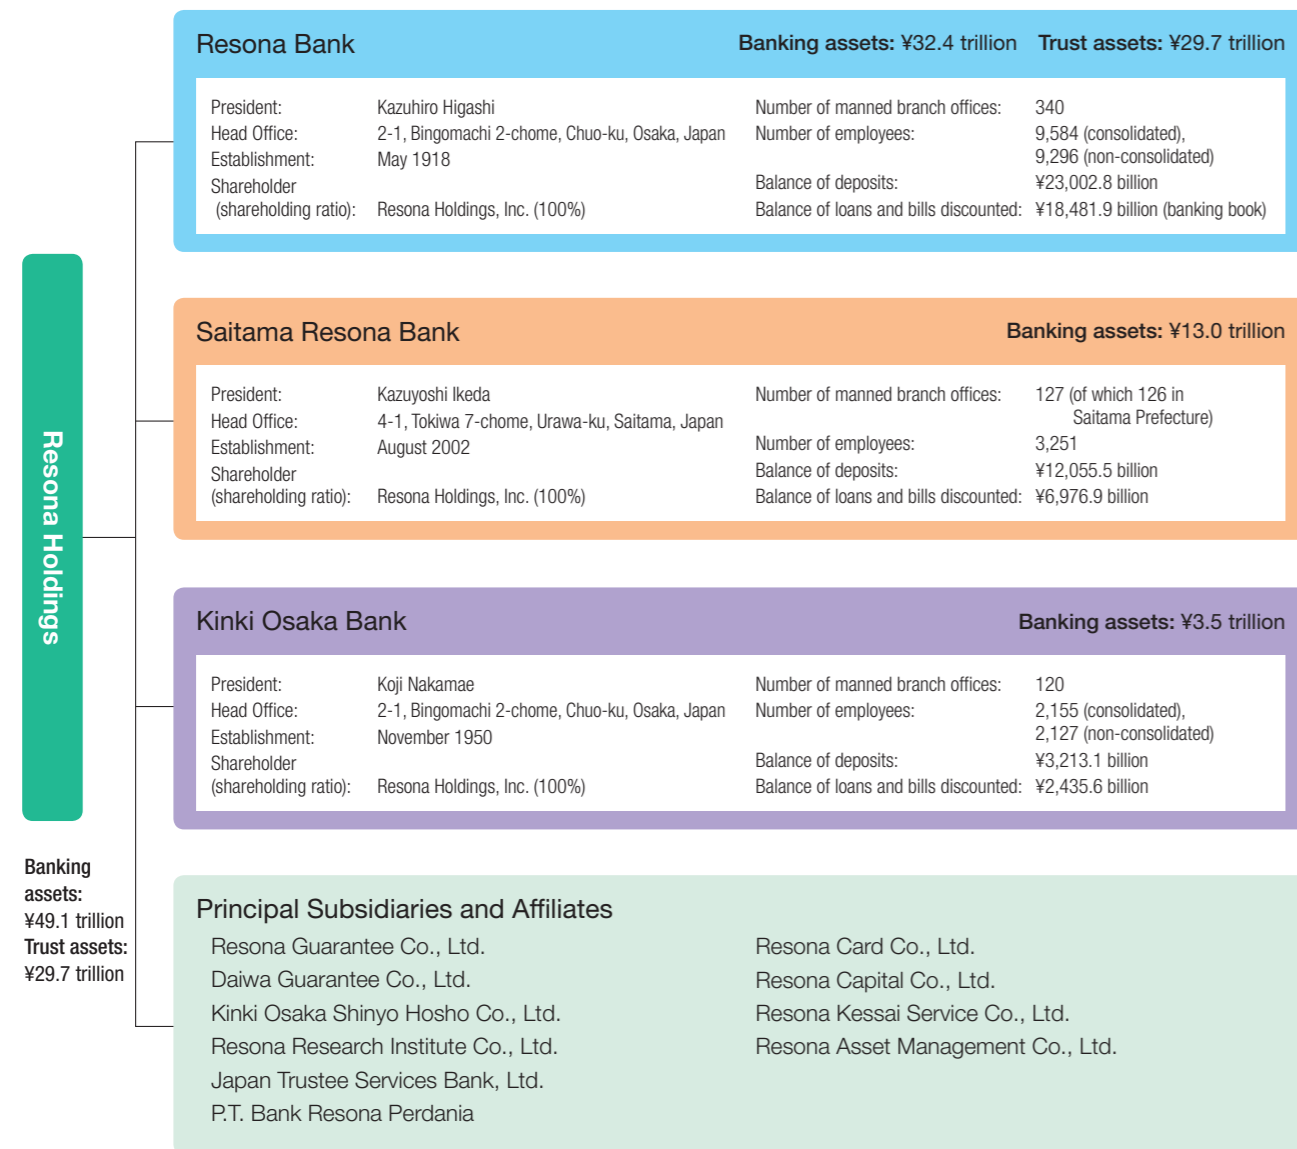 Resona Holdings
Banking
assets:
¥49.1 trillion
Trust assets:
¥29.7 trillion
Resona Bank
Banking assets: ¥32.4 trillion Trust assets: ¥29.7 trillion
President: Kazuhiro Higashi
Head Office: 2-1, Bingomachi 2-chome, Chuo-ku, Osaka, Japan
Establishment: May 1918
Shareholder
(shareholding ratio): Resona Holdings, Inc. (100%)
Number of manned branch offices: 340
Number of employees: 9,584 (consolidated),
9,296 (non-consolidated)
Balance of deposits: ¥23,002.8 billion
Balance of loans and bills discounted: ¥18,481.9 billion (banking book)
Saitama Resona Bank
Banking assets: ¥13.0 trillion
President: Kazuyoshi Ikeda
Head Office: 4-1, Tokiwa 7-chome, Urawa-ku, Saitama, Japan
Establishment: August 2002
Shareholder
(shareholding ratio): Resona Holdings, Inc. (100%)
Number of manned branch offices: 127 (of which 126 in
Saitama Prefecture)
Number of employees: 3,251
Balance of deposits: ¥12,055.5 billion
Balance of loans and bills discounted: ¥6,976.9 billion
Kinki Osaka Bank
Banking assets: ¥3.5 trillion
President: Koji Nakamae
Head Office: 2-1, Bingomachi 2-chome, Chuo-ku, Osaka, Japan
Establishment: November 1950
Shareholder
(shareholding ratio): Resona Holdings, Inc. (100%)
Number of manned branch offices: 120
Number of employees: 2,155 (consolidated),
2,127 (non-consolidated)
Balance of deposits: ¥3,213.1 billion
Balance of loans and bills discounted: ¥2,435.6 billion
Principal Subsidiaries and Affiliates
Resona Guarantee Co., Ltd.
Daiwa Guarantee Co., Ltd.
Kinki Osaka Shinyo Hosho Co., Ltd.
Resona Research Institute Co., Ltd.
Japan Trustee Services Bank, Ltd.
P.T. Bank Resona Perdania
Resona Card Co., Ltd.
Resona Capital Co., Ltd.
Resona Kessai Service Co., Ltd.
Resona Asset Management Co., Ltd.